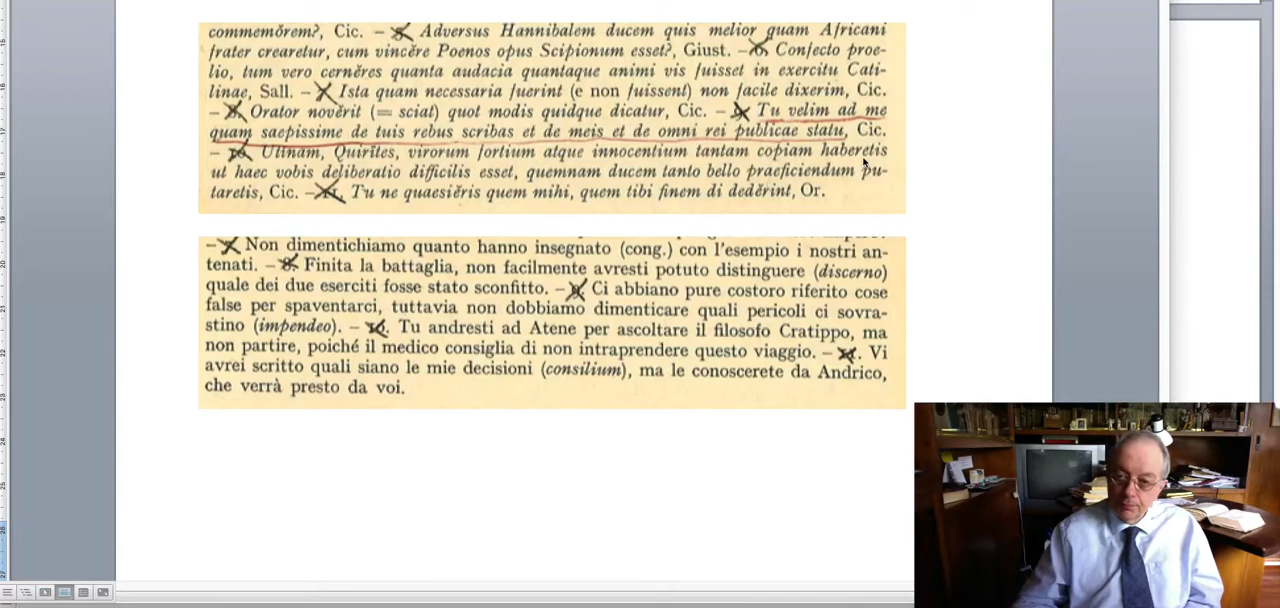 commemŏrem?, Cic. – Adversus Hannibalem ducem quis melior quam Africani
frater crearetur, cum vincĕre Poenos opus Scipionum esset?, Giust. – 6. Confecto proe-
lio, tum vero cernĕres quanta audacia quantaque animi vis fuisset in exercitu Cati-
linae, Sall. – Ista quam necessaria fuerint (e non fuissent) non facile dixerim, Cic.
– 8. Orator novĕrit (= sciat) quot modis quidque dicatur, Cic. – Tu velim ad me
quam saepissime de tuis rebus scribas et de meis et de omni rei publicae statu, Cic.
– Utinam, Quirites, virorum fortium atque innocentium tantam copiam haberetis
ut haec vobis deliberatio difficilis esset, quemnam ducem tanto bello praeficiendum pu-
taretis, Cic. – Tu ne quaesiĕris quem mihi, quem tibi finem di dedĕrint, Or.
– Non dimentichiamo quanto hanno insegnato (cong.) con l'esempio i nostri an-
tenati. – 8. Finita la battaglia, non facilmente avresti potuto distinguere (discerno)
quale dei due eserciti fosse stato sconfitto. – Ci abbiano pure costoro riferito cose
false per spaventarci, tuttavia non dobbiamo dimenticare quali pericoli ci sovra-
stino (impendeo). – Tu andresti ad Atene per ascoltare il filosofo Cratippo, ma
non partire, poiché il medico consiglia di non intraprendere questo viaggio. – Vi
avrei scritto quali siano le mie decisioni (consilium), ma le conoscerete da Andrico,
che verrà presto da voi.